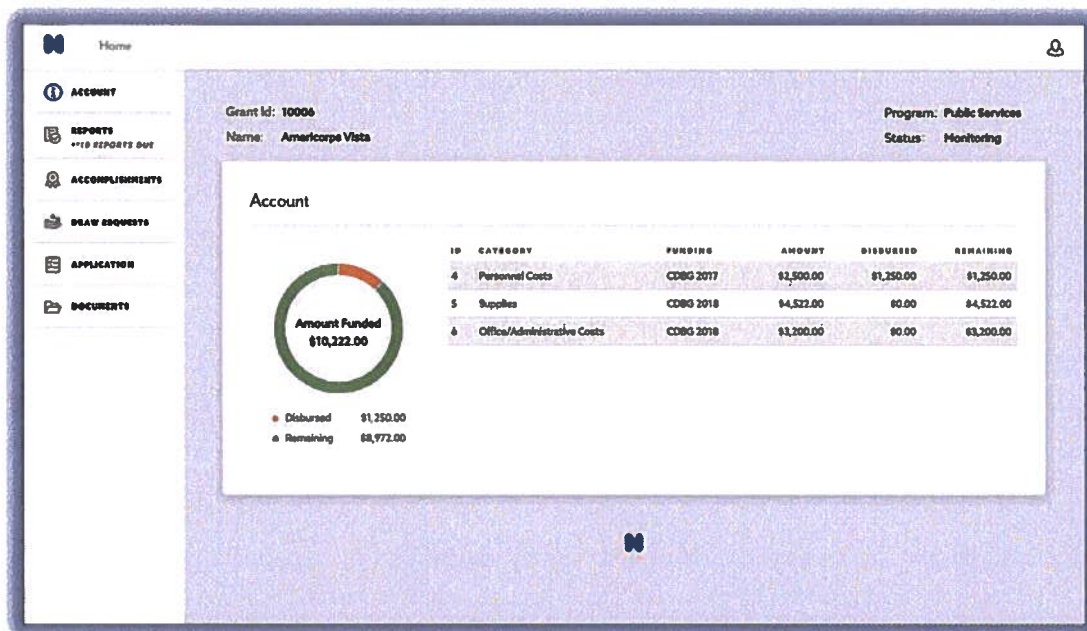 Home
ACCOUNT
REPORTS
REPORTS DUE
ACCOMPLISHMENTS
DRAW REQUESTS
APPLICATION
DOCUMENTS
Grant Id: 10006
Name: Americorps Vista
Program: Public Services
Status: Monitoring
Account
Amount Funded
$10,222.00
Disbursed $1,250.00
Remaining $8,972.00
ID CATEGORY FUNDING AMOUNT DISBURSED REMAINING
4 Personnel Costs CDBG 2017 $2,500.00 $1,250.00 $1,250.00
5 Supplies CDBG 2018 $4,522.00 $0.00 $4,522.00
6 Office/Administrative Costs CDBG 2018 $3,200.00 $0.00 $3,200.00